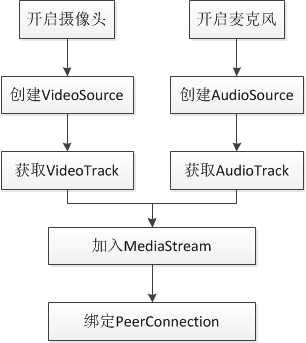 开启摄像头
开启麦克风
创建VideoSource
创建AudioSource
获取VideoTrack
获取AudioTrack
加入MediaStream
绑定PeerConnection